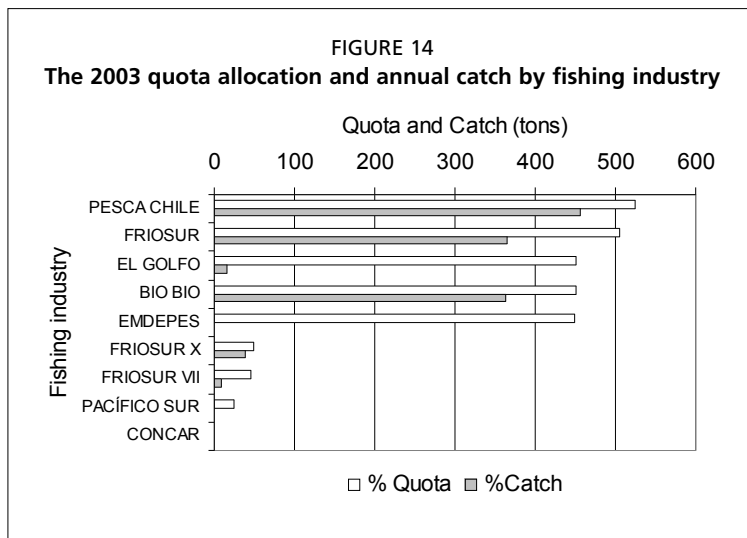 FIGURE 14
The 2003 quota allocation and annual catch by fishing industry
Quota and Catch (tons)
0 100 200 300 400 500 600
Fishing industry
PESCA CHILE
FRIOSUR
EL GOLFO
BIO BIO
EMDEPES
FRIOSUR X
FRIOSUR VII
PACÍFICO SUR
CONCAR
% Quota %Catch